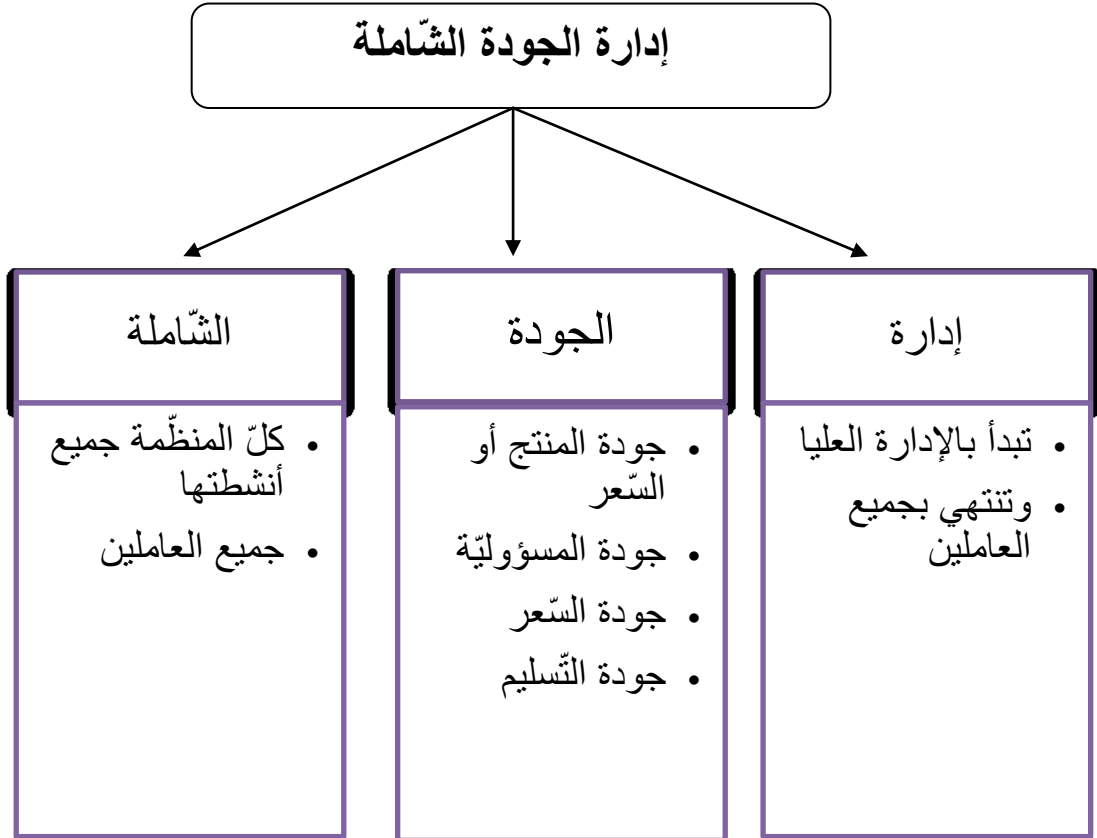 إدارة الجودة الشّاملة
إدارة
• تبدأ بالإدارة العليا
• وتنتهي بجميع
العاملين
الجودة
• جودة المنتج أو
السّعر
• جودة المسؤوليّة
• جودة السّعر
• جودة التّسليم
الشّاملة
• كلّ المنظّمة جميع
أنشطتها
• جميع العاملين